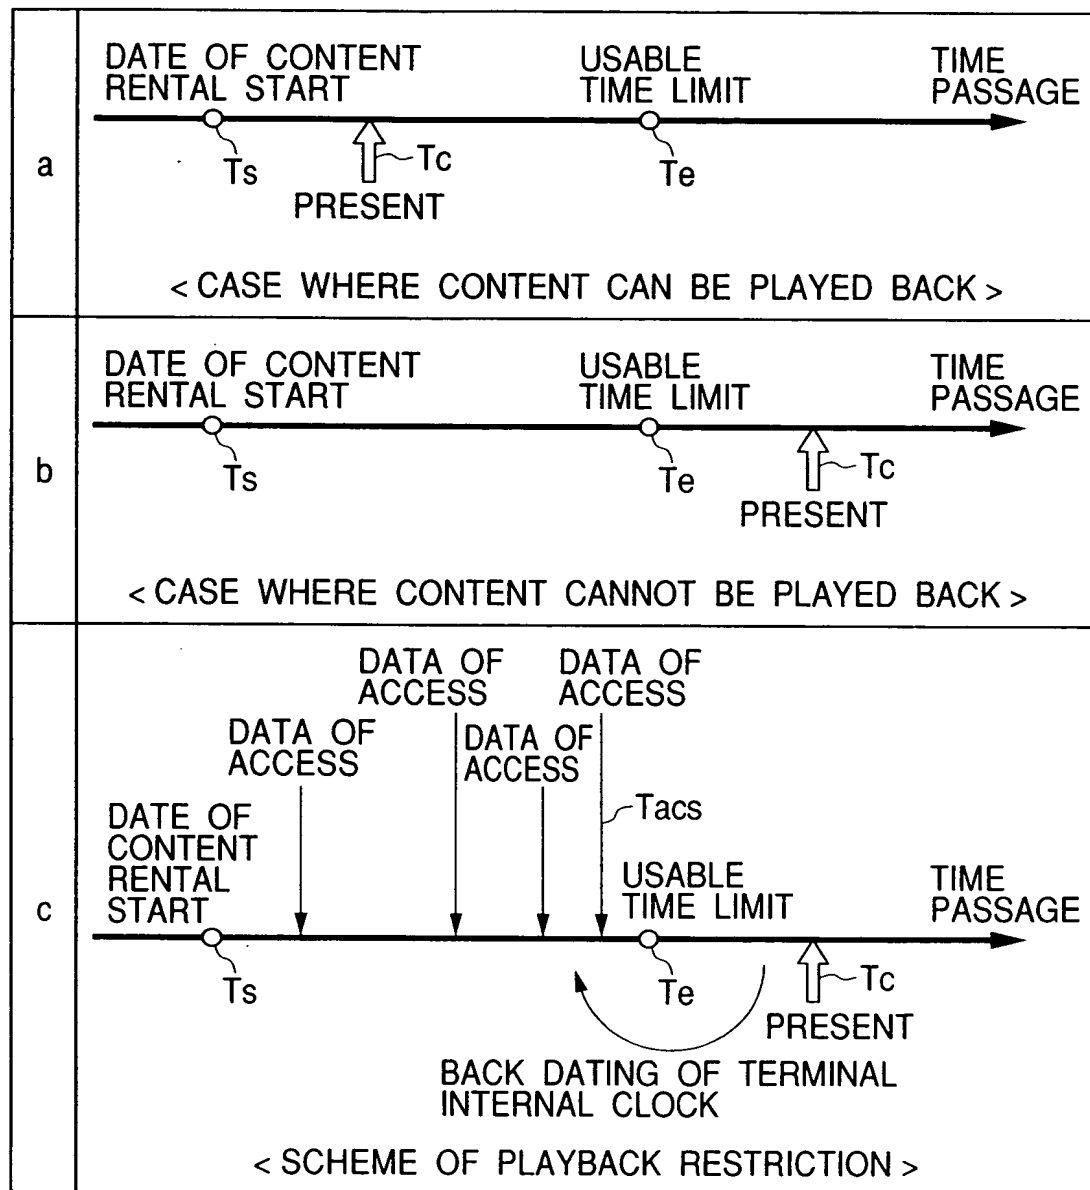 a
DATE OF CONTENT
RENTAL START
USABLE
TIME LIMIT
TIME
PASSAGE
Ts
Tc
Te
PRESENT
< CASE WHERE CONTENT CAN BE PLAYED BACK >
b
DATE OF CONTENT
RENTAL START
USABLE
TIME LIMIT
TIME
PASSAGE
Ts
Te
Tc
PRESENT
< CASE WHERE CONTENT CANNOT BE PLAYED BACK >
c
DATA OF
ACCESS
DATA OF
ACCESS
DATA OF
ACCESS
DATA OF
ACCESS
Tacs
DATE OF
CONTENT
RENTAL
START
USABLE
TIME LIMIT
TIME
PASSAGE
Ts
Te
Tc
PRESENT
BACK DATING OF TERMINAL
INTERNAL CLOCK
< SCHEME OF PLAYBACK RESTRICTION >